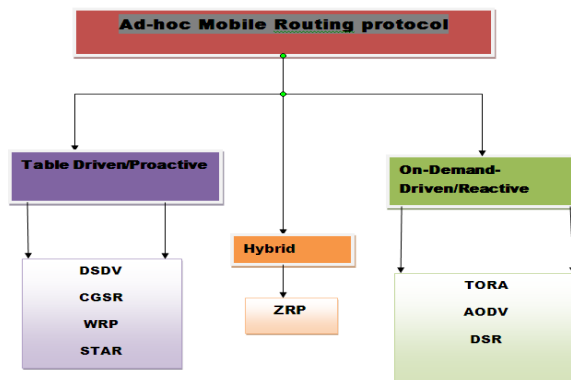 Ad-hoc Mobile Routing protocol
Table Driven/Proactive
DSDV
CGSR
WRP
STAR
Hybrid
ZRP
On-Demand-
Driven/Reactive
TORA
AODV
DSR